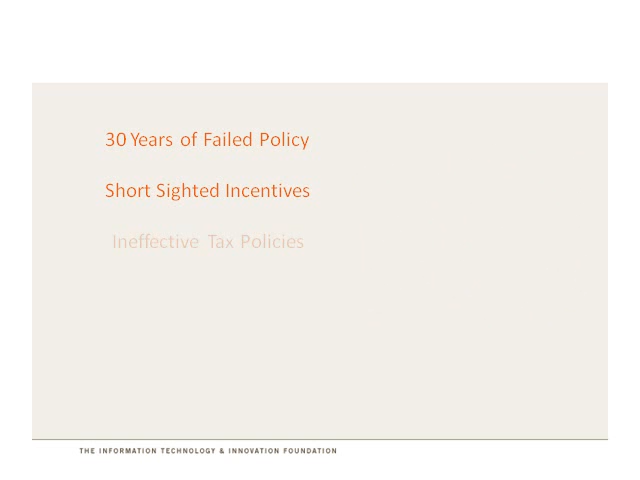 30 Years of Failed Policy
Short Sighted Incentives
Ineffective Tax Policies
THE INFORMATION TECHNOLOGY & INNOVATION FOUNDATION